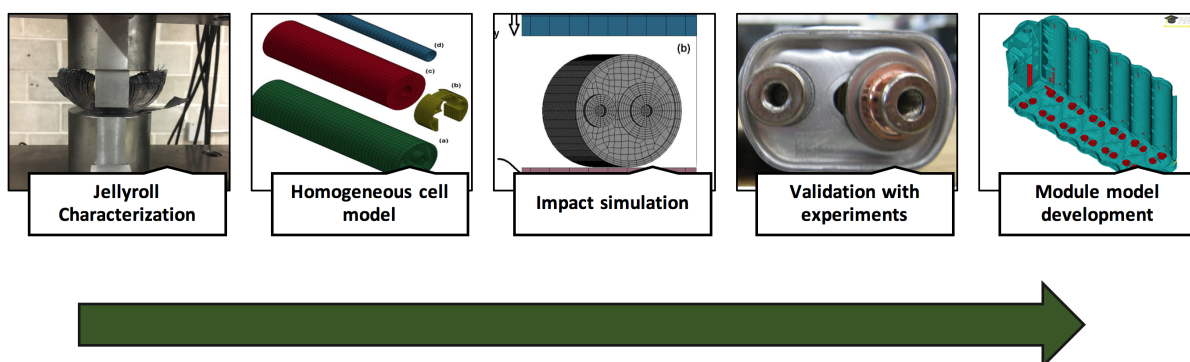 y
(d)
(c)
(b)
(a)
(b)
Jellyroll
Characterization
Homogeneous cell
model
Impact simulation
Validation with
experiments
Module model
development